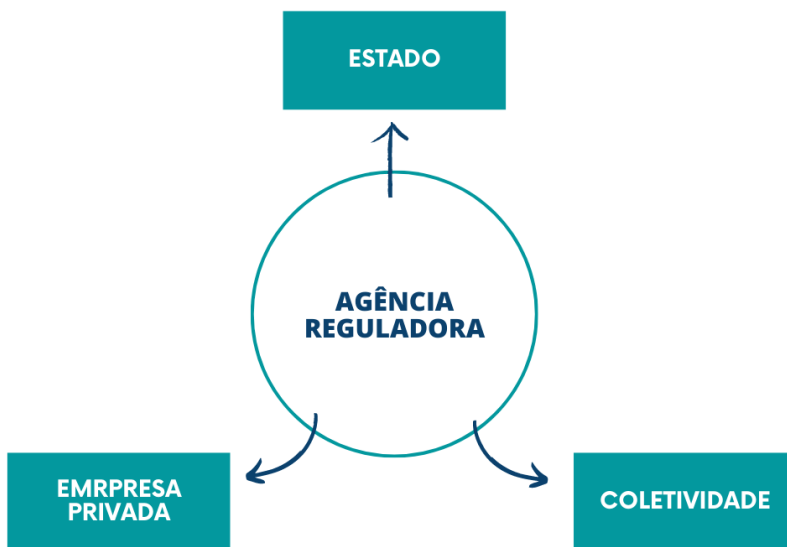 ESTADO
AGÊNCIA
REGULADORA
EMRPRESA
PRIVADA
COLETIVIDADE